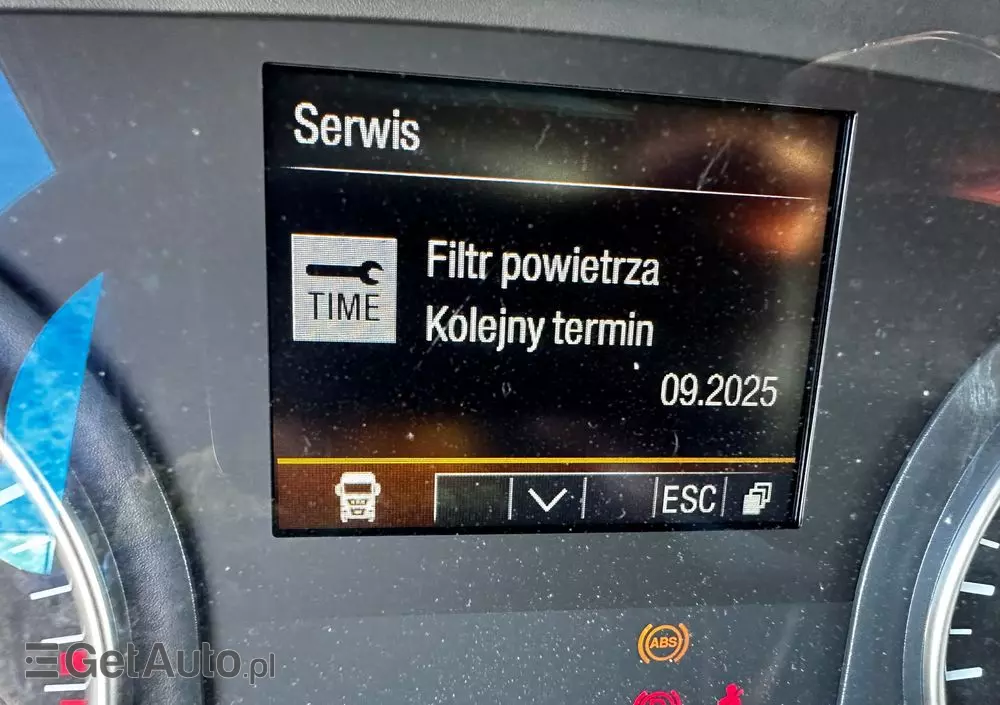 Serwis
TIME
Filtr powietrza
Kolejny termin
09.2025
ESC
ABS
GetAuto.pl